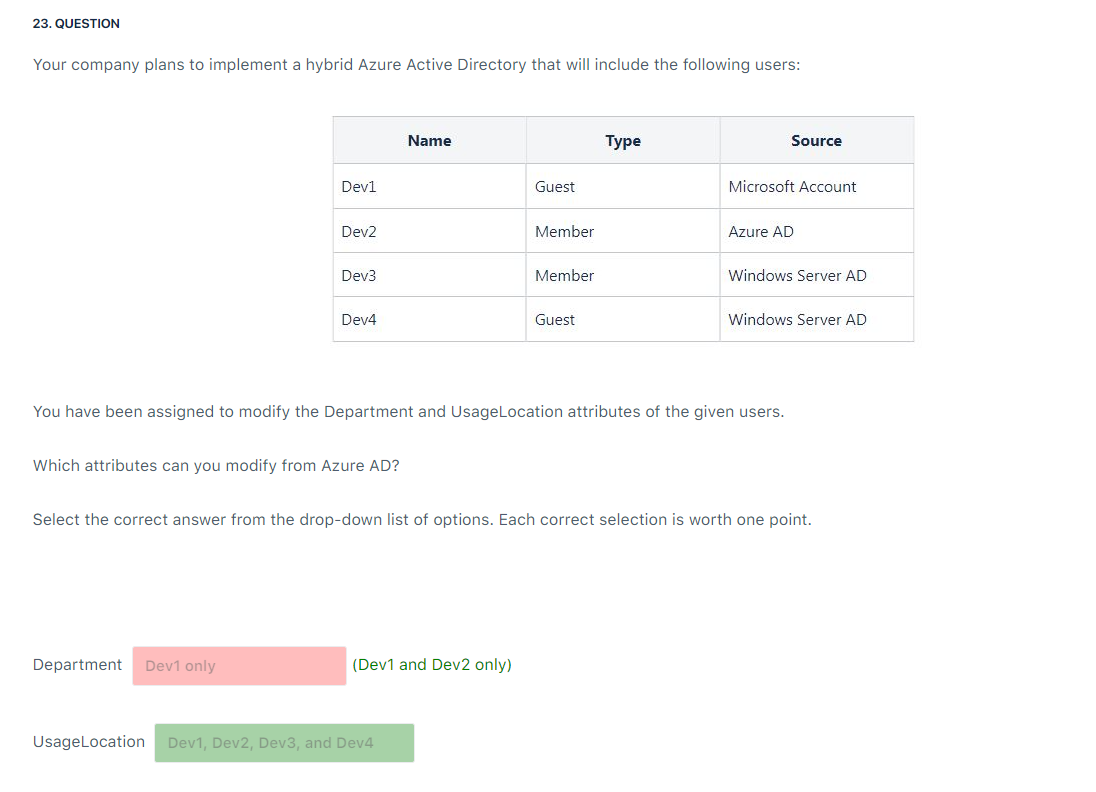 23. QUESTION
Your company plans to implement a hybrid Azure Active Directory that will include the following users:
Name Type Source
Dev1 Guest Microsoft Account
Dev2 Member Azure AD
Dev3 Member Windows Server AD
Dev4 Guest Windows Server AD
You have been assigned to modify the Department and UsageLocation attributes of the given users.
Which attributes can you modify from Azure AD?
Select the correct answer from the drop-down list of options. Each correct selection is worth one point.
Department Dev1 only (Dev1 and Dev2 only)
UsageLocation Dev1, Dev2, Dev3, and Dev4